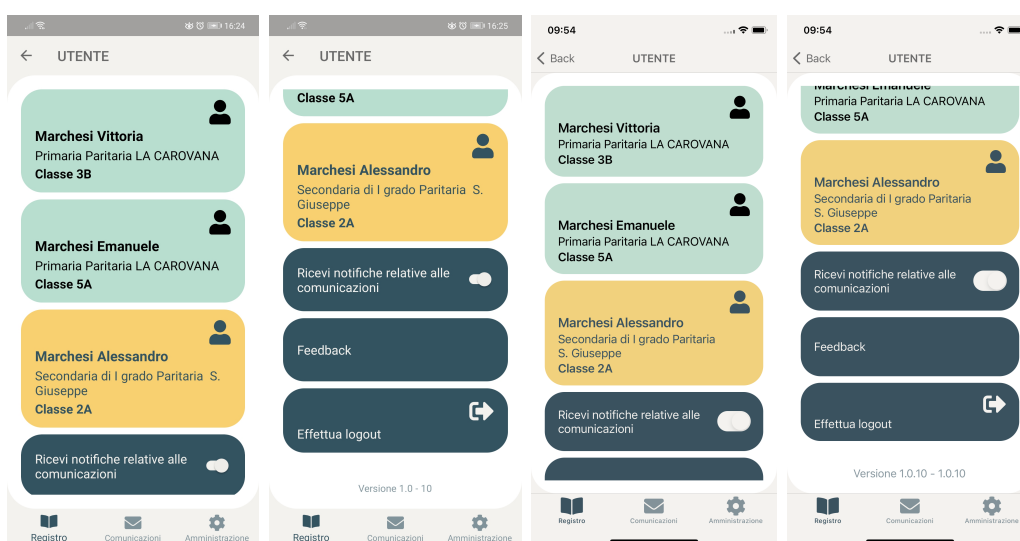 16:24
UTENTE
Marchesi Vittoria
Primaria Paritaria LA CAROVANA
Classe 3B
Marchesi Emanuele
Primaria Paritaria LA CAROVANA
Classe 5A
Marchesi Alessandro
Secondaria di I grado Paritaria S.
Giuseppe
Classe 2A
Ricevi notifiche relative alle
comunicazioni
Registro
Comunicazioni
Amministrazione
16:25
UTENTE
Classe 5A
Marchesi Alessandro
Secondaria di I grado Paritaria S.
Giuseppe
Classe 2A
Ricevi notifiche relative alle
comunicazioni
Feedback
Effettua logout
Versione 1.0 - 10
Registro
Comunicazioni
Amministrazione
09:54
Back
UTENTE
Marchesi Vittoria
Primaria Paritaria LA CAROVANA
Classe 3B
Marchesi Emanuele
Primaria Paritaria LA CAROVANA
Classe 5A
Marchesi Alessandro
Secondaria di I grado Paritaria
S. Giuseppe
Classe 2A
Ricevi notifiche relative alle
comunicazioni
Registro
Comunicazioni
Amministrazione
09:54
Back
UTENTE
Marchesi Emanuele
Primaria Paritaria LA CAROVANA
Classe 5A
Marchesi Alessandro
Secondaria di I grado Paritaria
S. Giuseppe
Classe 2A
Ricevi notifiche relative alle
comunicazioni
Feedback
Effettua logout
Versione 1.0.10 - 1.0.10
Registro
Comunicazioni
Amministrazione